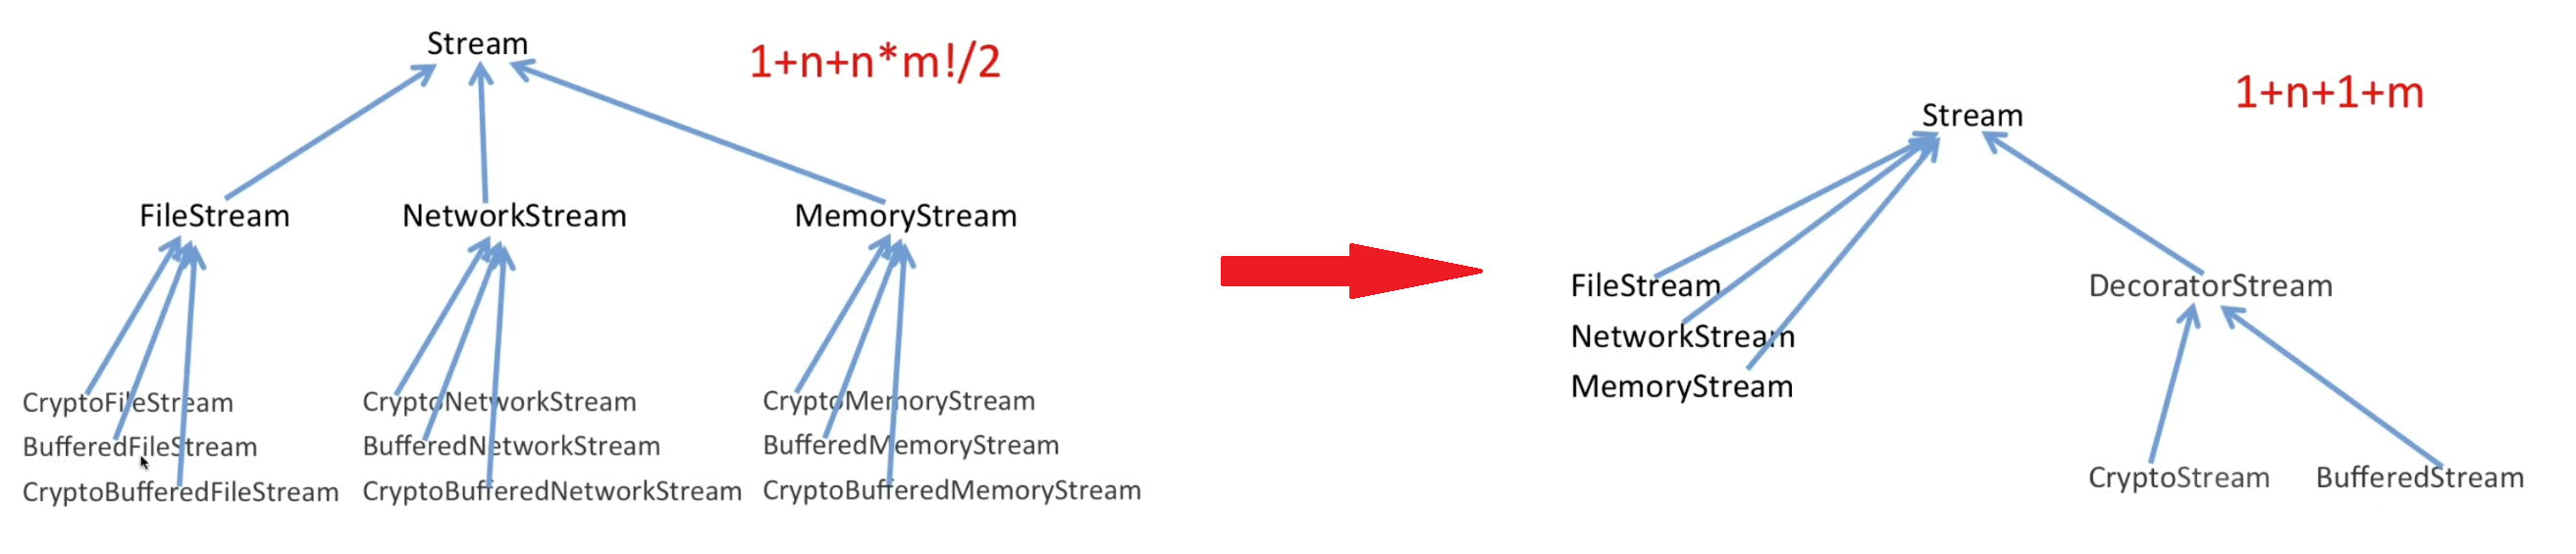 Stream
1+n+n*m!/2
FileStream
NetworkStream
MemoryStream
CryptoFileStream
BufferedFileStream
CryptoBufferedFileStream
CryptoNetworkStream
BufferedNetworkStream
CryptoBufferedNetworkStream
CryptoMemoryStream
BufferedMemoryStream
CryptoBufferedMemoryStream
1+n+1+m
Stream
FileStream
NetworkStream
MemoryStream
DecoratorStream
CryptoStream
BufferedStream